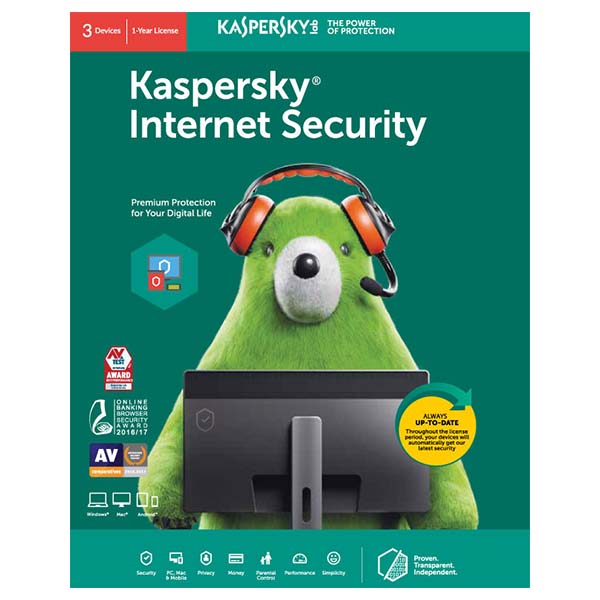 3 Devices | 1-Year License
KASPERSKY lab
THE POWER
OF PROTECTION
Kaspersky®
Internet Security
Premium Protection
for Your Digital Life
AV
TEST
AWARD
ONLINE
BANKING
BROWSER
SECURITY
AWARD
2016/17
AV
comparatives
ALWAYS
UP-TO-DATE
Throughout the license
period, your devices will
automatically get our
latest security
Windows® Mac® Android™
Security
PC, Mac
& Mobile
Privacy
Money
Parental
Control
Performance
Simplicity
Proven.
Transparent.
Independent.